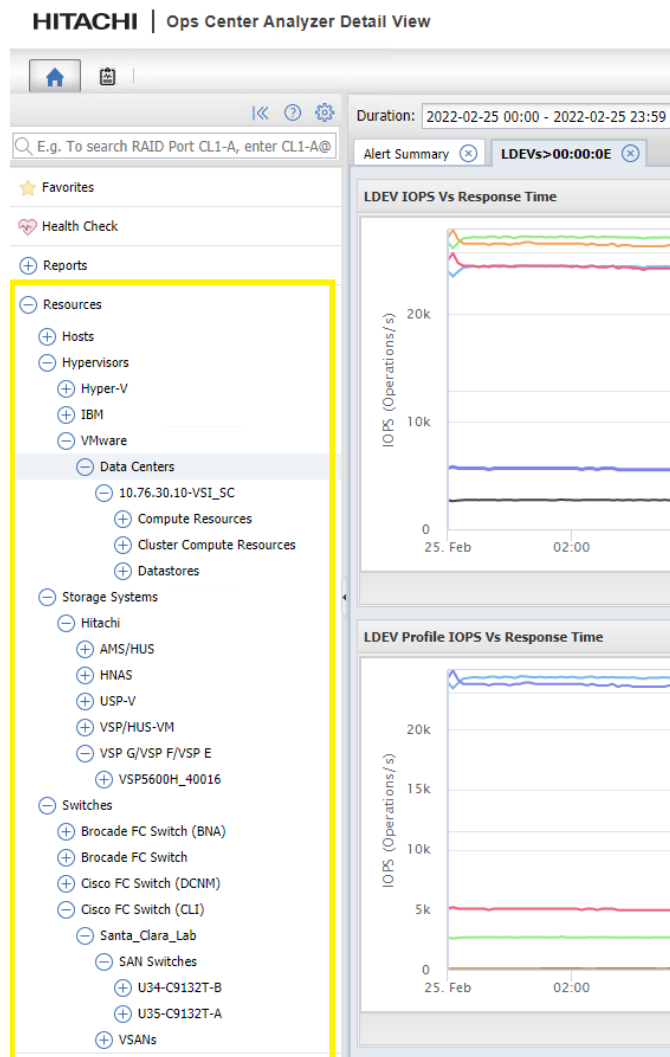 HITACHI | Ops Center Analyzer Detail View
E.g. To search RAID Port CL1-A, enter CL1-A@
Favorites
Health Check
Reports
Resources
Hosts
Hypervisors
Hyper-V
IBM
VMware
Data Centers
10.76.30.10-VSI_SC
Compute Resources
Cluster Compute Resources
Datastores
Storage Systems
Hitachi
AMS/HUS
HNAS
USP-V
VSP/HUS-VM
VSP G/VSP F/VSP E
VSP5600H_40016
Switches
Brocade FC Switch (BNA)
Brocade FC Switch
Cisco FC Switch (DCNM)
Cisco FC Switch (CLI)
Santa_Clara_Lab
SAN Switches
U34-C9132T-B
U35-C9132T-A
VSANs
Duration: 2022-02-25 00:00 - 2022-02-25 23:59
Alert Summary LDEVs>00:00:0E
LDEV IOPS Vs Response Time
IOPS (Operations/s)
20k
10k
0
25. Feb 02:00
LDEV Profile IOPS Vs Response Time
IOPS (Operations/s)
20k
15k
10k
5k
0
25. Feb 02:00